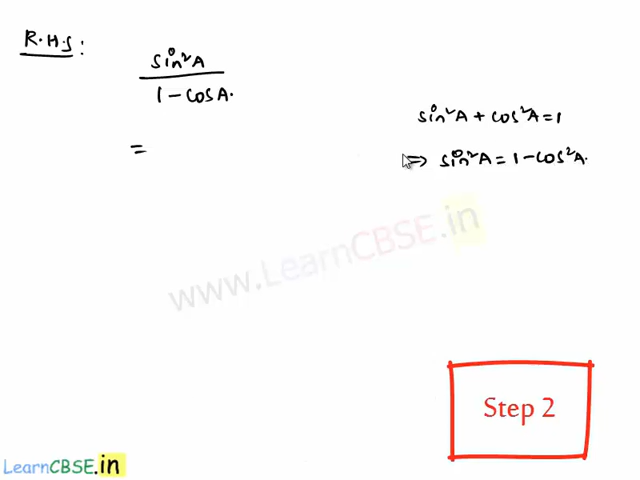 R.H.S :
sin²A
1 - cosA.
sin²A + cos²A = 1
=
⇒ sin²A = 1 - cos²A.
www.LearnCBSE.in
Step 2
LearnCBSE.in